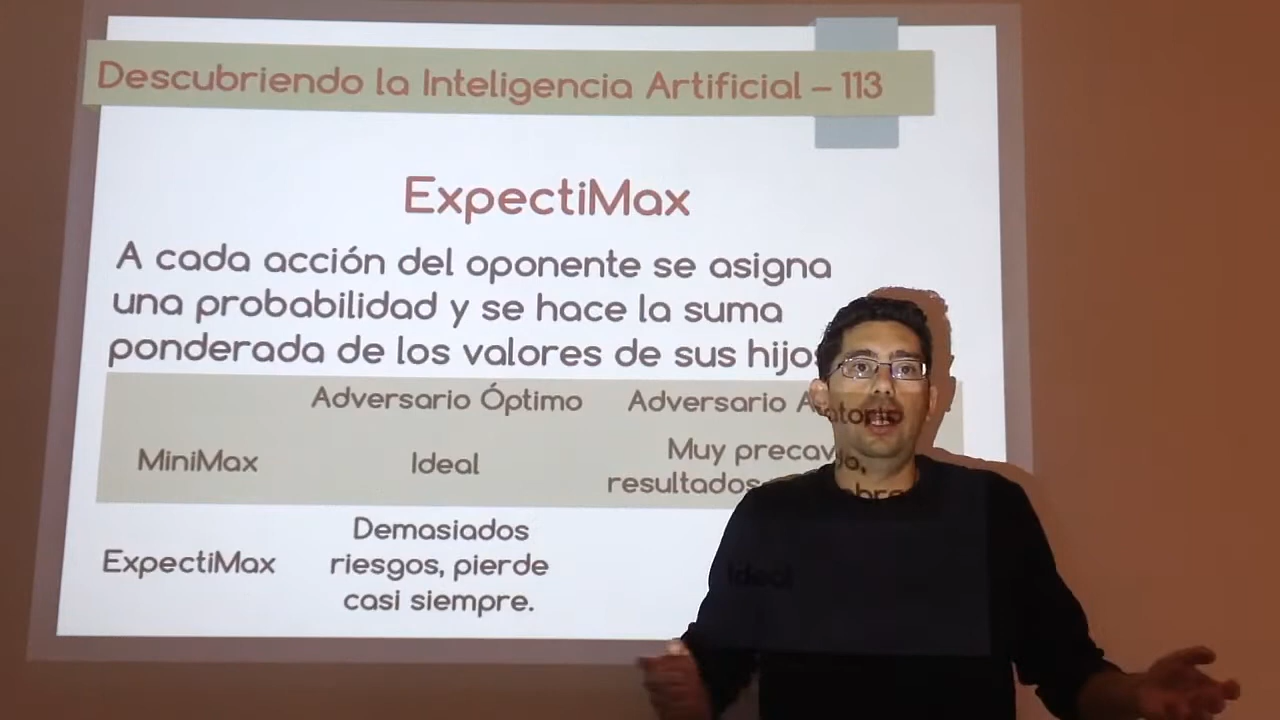 Descubriendo la Inteligencia Artificial – 113
ExpectiMax
A cada acción del oponente se asigna
una probabilidad y se hace la suma
ponderada de los valores de sus hijos
Adversario Óptimo Adversario Aleatorio
MiniMax Ideal Muy precavido,
resultados
ExpectiMax Demasiados
riesgos, pierde
casi siempre.
Ideal